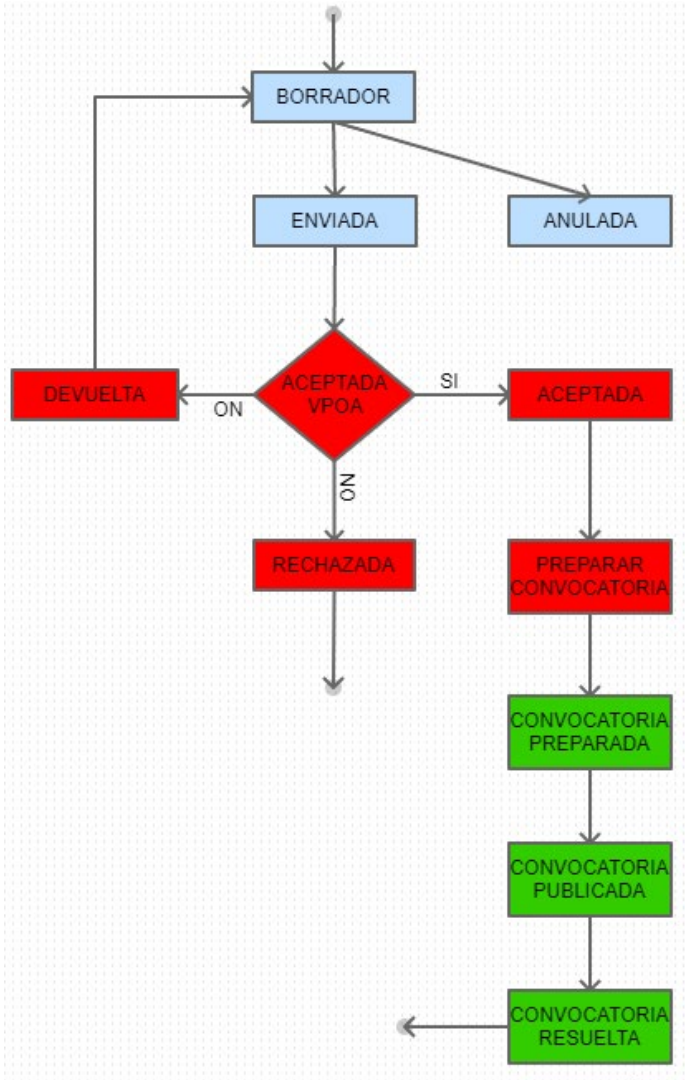 BORRADOR
ENVIADA
ANULADA
DEVUELTA
ON
ACEPTADA
VPOA
SI
ACEPTADA
NO
RECHAZADA
PREPARAR
CONVOCATORIA
CONVOCATORIA
PREPARADA
CONVOCATORIA
PUBLICADA
CONVOCATORIA
RESUELTA